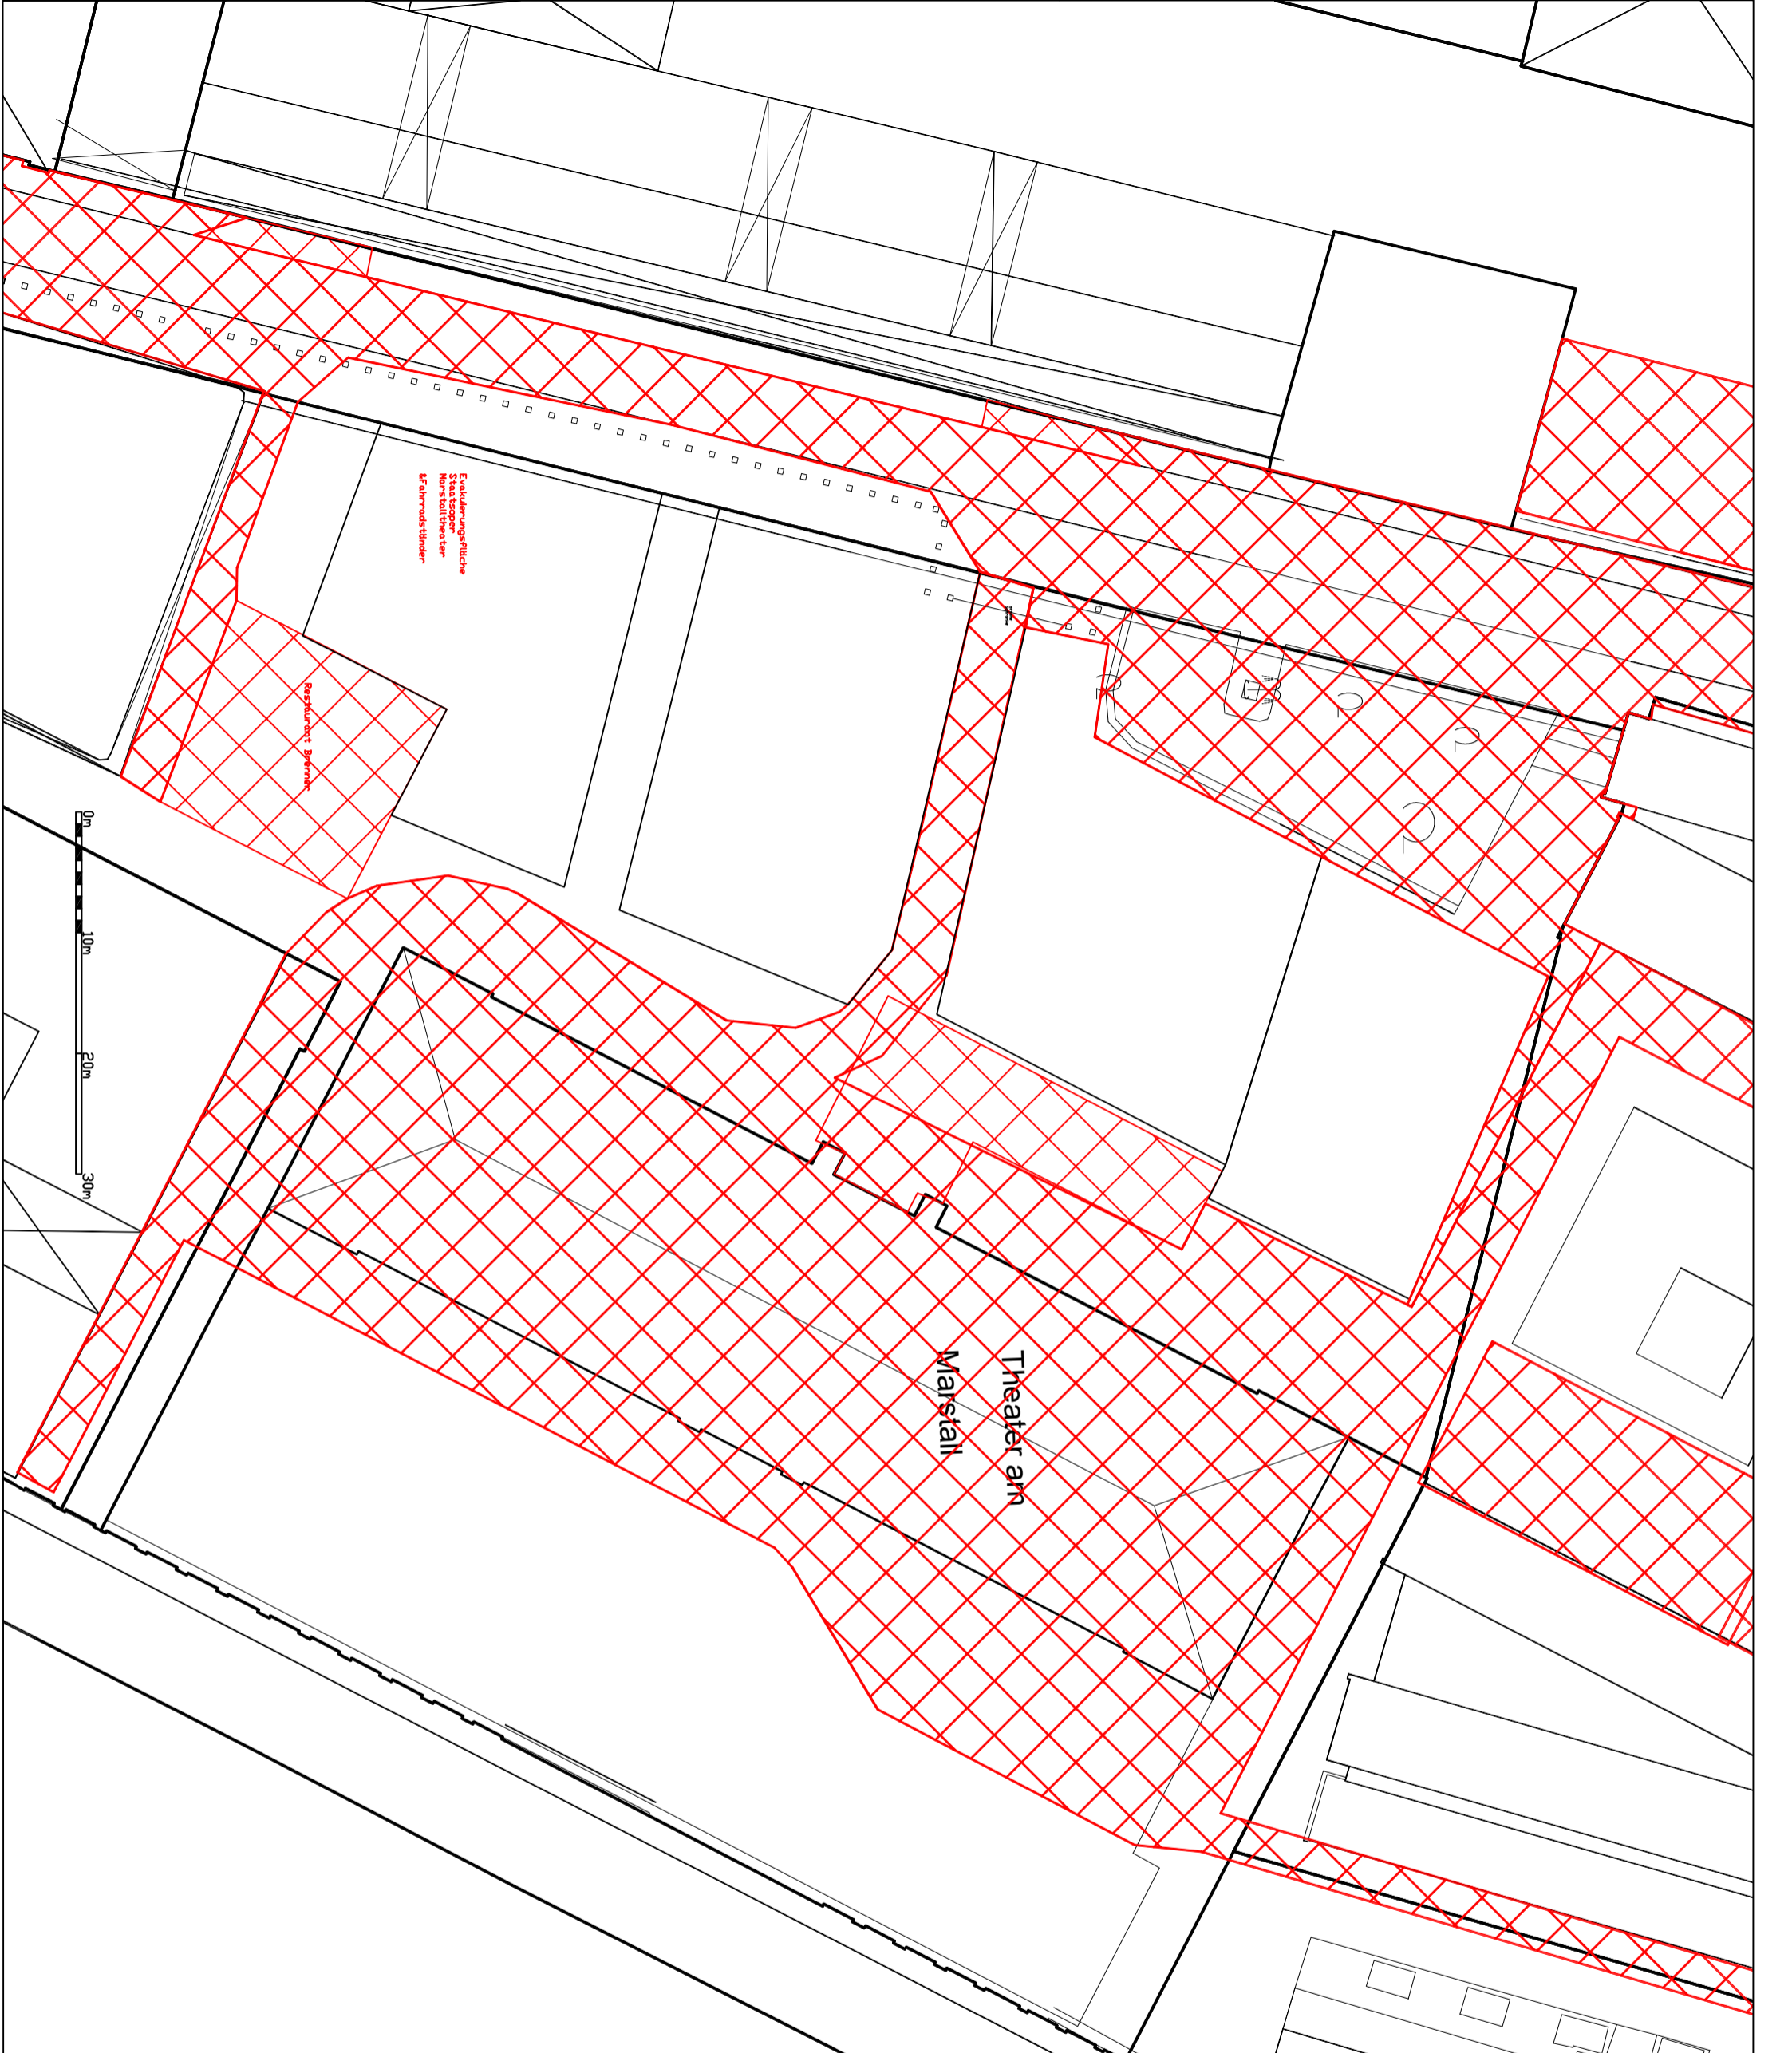 Evakuierungsfläche
Staatsoper
Marstalltheater
&Fahrradständer
Restaurant Brenner
0m
10m
20m
30m
Theater am
Marstall